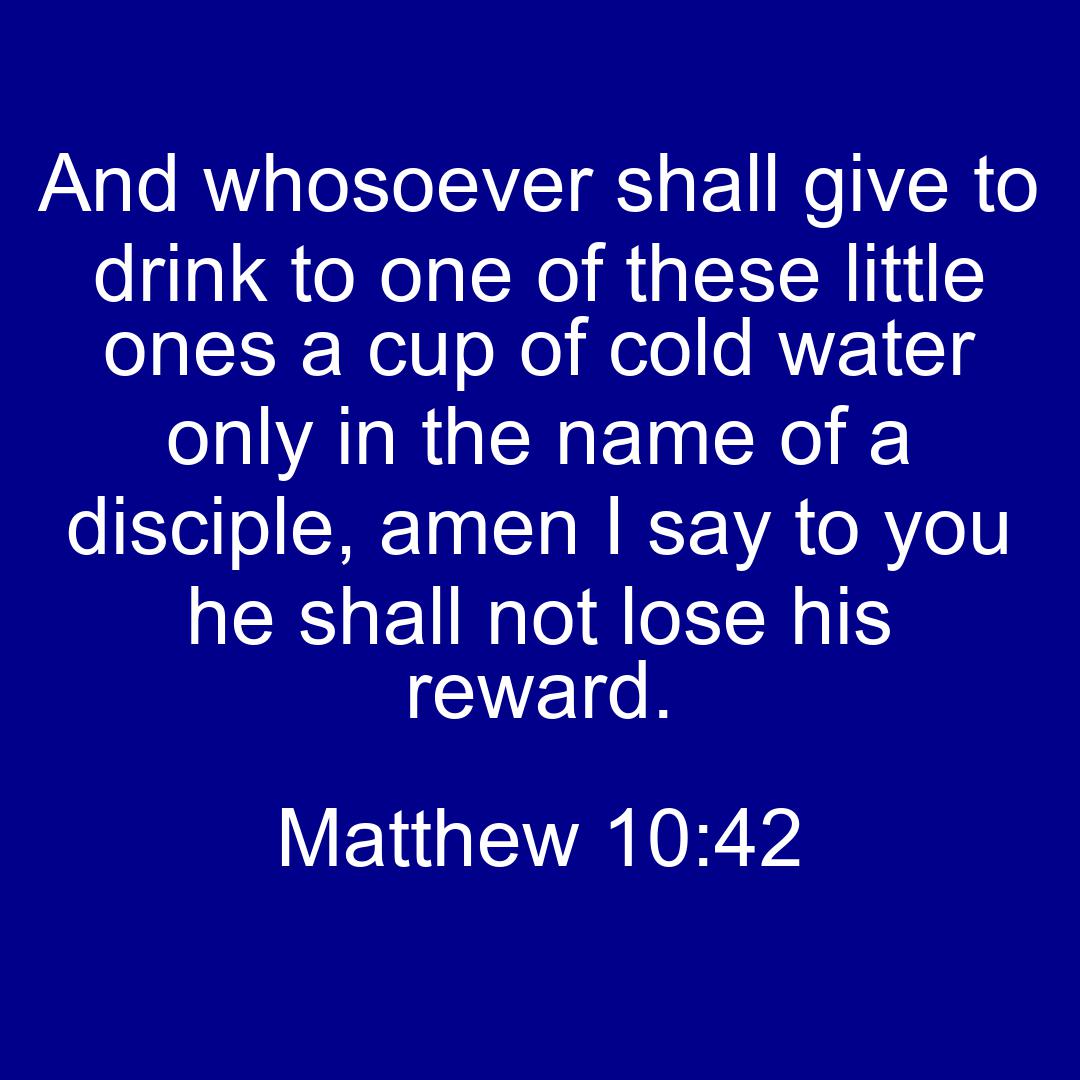 And whosoever shall give to
drink to one of these little
ones a cup of cold water
only in the name of a
disciple, amen I say to you
he shall not lose his
reward.
Matthew 10:42